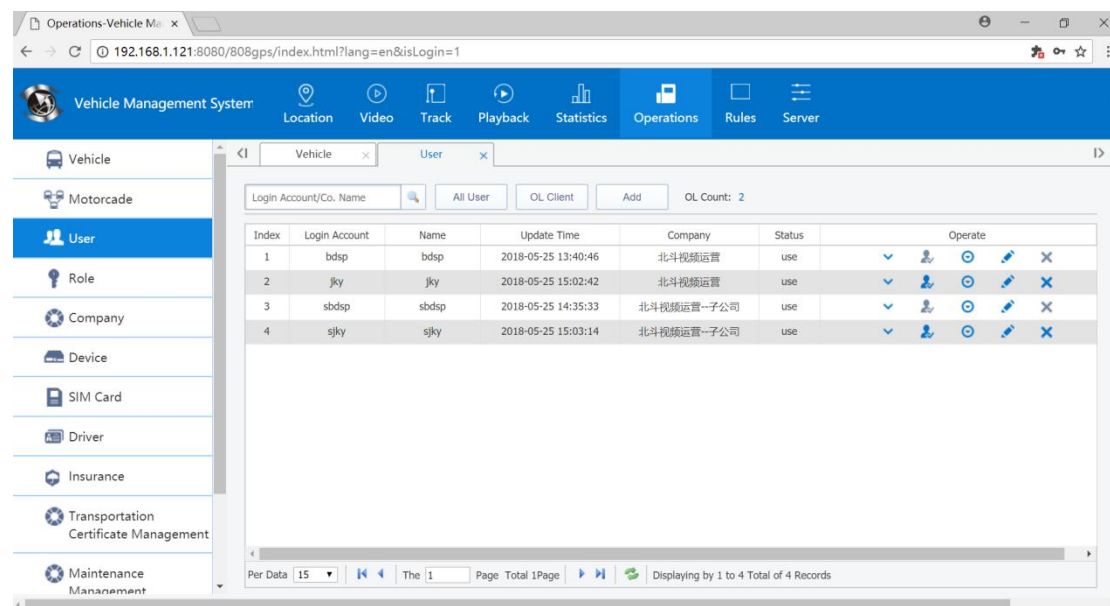 Operations-Vehicle Ma
192.168.1.121:8080/808gps/index.html?lang=en&isLogin=1
Vehicle Management System
Location Video Track Playback Statistics Operations Rules Server
Vehicle
Motorcade
User
Role
Company
Device
SIM Card
Driver
Insurance
Transportation
Certificate Management
Maintenance
Management
Vehicle User
Login Account/Co. Name All User OL Client Add OL Count: 2
Index Login Account Name Update Time Company Status Operate
1 bdsp bdsp 2018-05-25 13:40:46 北斗视频运营 use
2 jky jky 2018-05-25 15:02:42 北斗视频运营 use
3 sbdsp sbdsp 2018-05-25 14:35:33 北斗视频运营--子公司 use
4 sjky sjky 2018-05-25 15:03:14 北斗视频运营--子公司 use
Per Data 15 The 1 Page Total 1Page Displaying by 1 to 4 Total of 4 Records